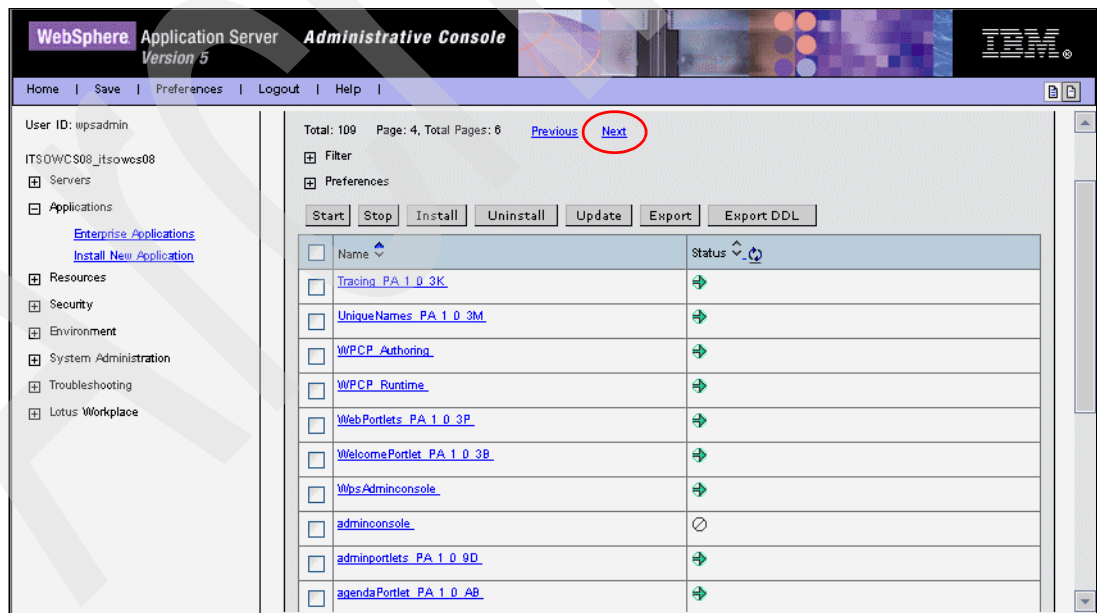 WebSphere. Application Server Administrative Console
Version 5
IBM®
Home | Save | Preferences | Logout | Help |
User ID: wpsadmin
ITSOWCS08_itsowcs08
Servers
Applications
Enterprise Applications
Install New Application
Resources
Security
Environment
System Administration
Troubleshooting
Lotus Workplace
Total: 109 Page: 4, Total Pages: 6 Previous Next
Filter
Preferences
Start Stop Install Uninstall Update Export Export DDL
Name Status
Tracing_PA_1_0_3K
UniqueNames_PA_1_0_3M
WPCP_Authoring
WPCP_Runtime
WebPortlets_PA_1_0_3P
WelcomePortlet_PA_1_0_3B
WpsAdminconsole
adminconsole
adminportlets_PA_1_0_9D
agendaPortlet_PA_1_0_AB